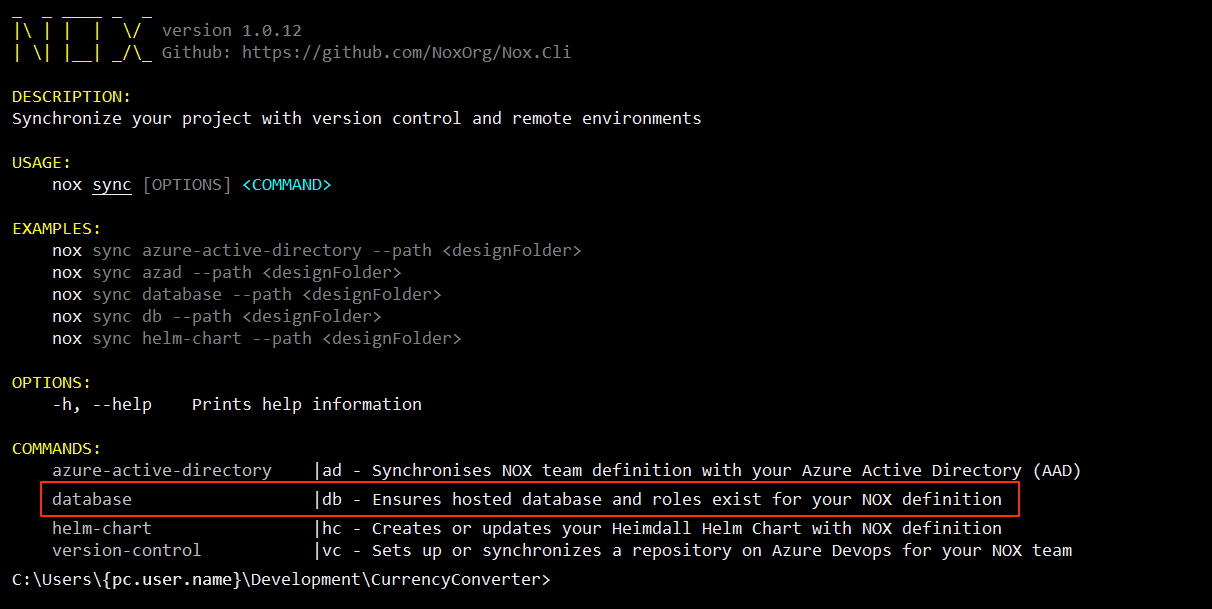 NOX version 1.0.12
Github: https://github.com/NoxOrg/Nox.Cli
DESCRIPTION:
Synchronize your project with version control and remote environments
USAGE:
nox sync [OPTIONS] <COMMAND>
EXAMPLES:
nox sync azure-active-directory --path <designFolder>
nox sync azad --path <designFolder>
nox sync database --path <designFolder>
nox sync db --path <designFolder>
nox sync helm-chart --path <designFolder>
OPTIONS:
-h, --help    Prints help information
COMMANDS:
azure-active-directory    |ad - Synchronises NOX team definition with your Azure Active Directory (AAD)
database    |db - Ensures hosted database and roles exist for your NOX definition
helm-chart    |hc - Creates or updates your Heimdall Helm Chart with NOX definition
version-control    |vc - Sets up or synchronizes a repository on Azure Devops for your NOX team
C:\Users\{pc.user.name}\Development\CurrencyConverter>